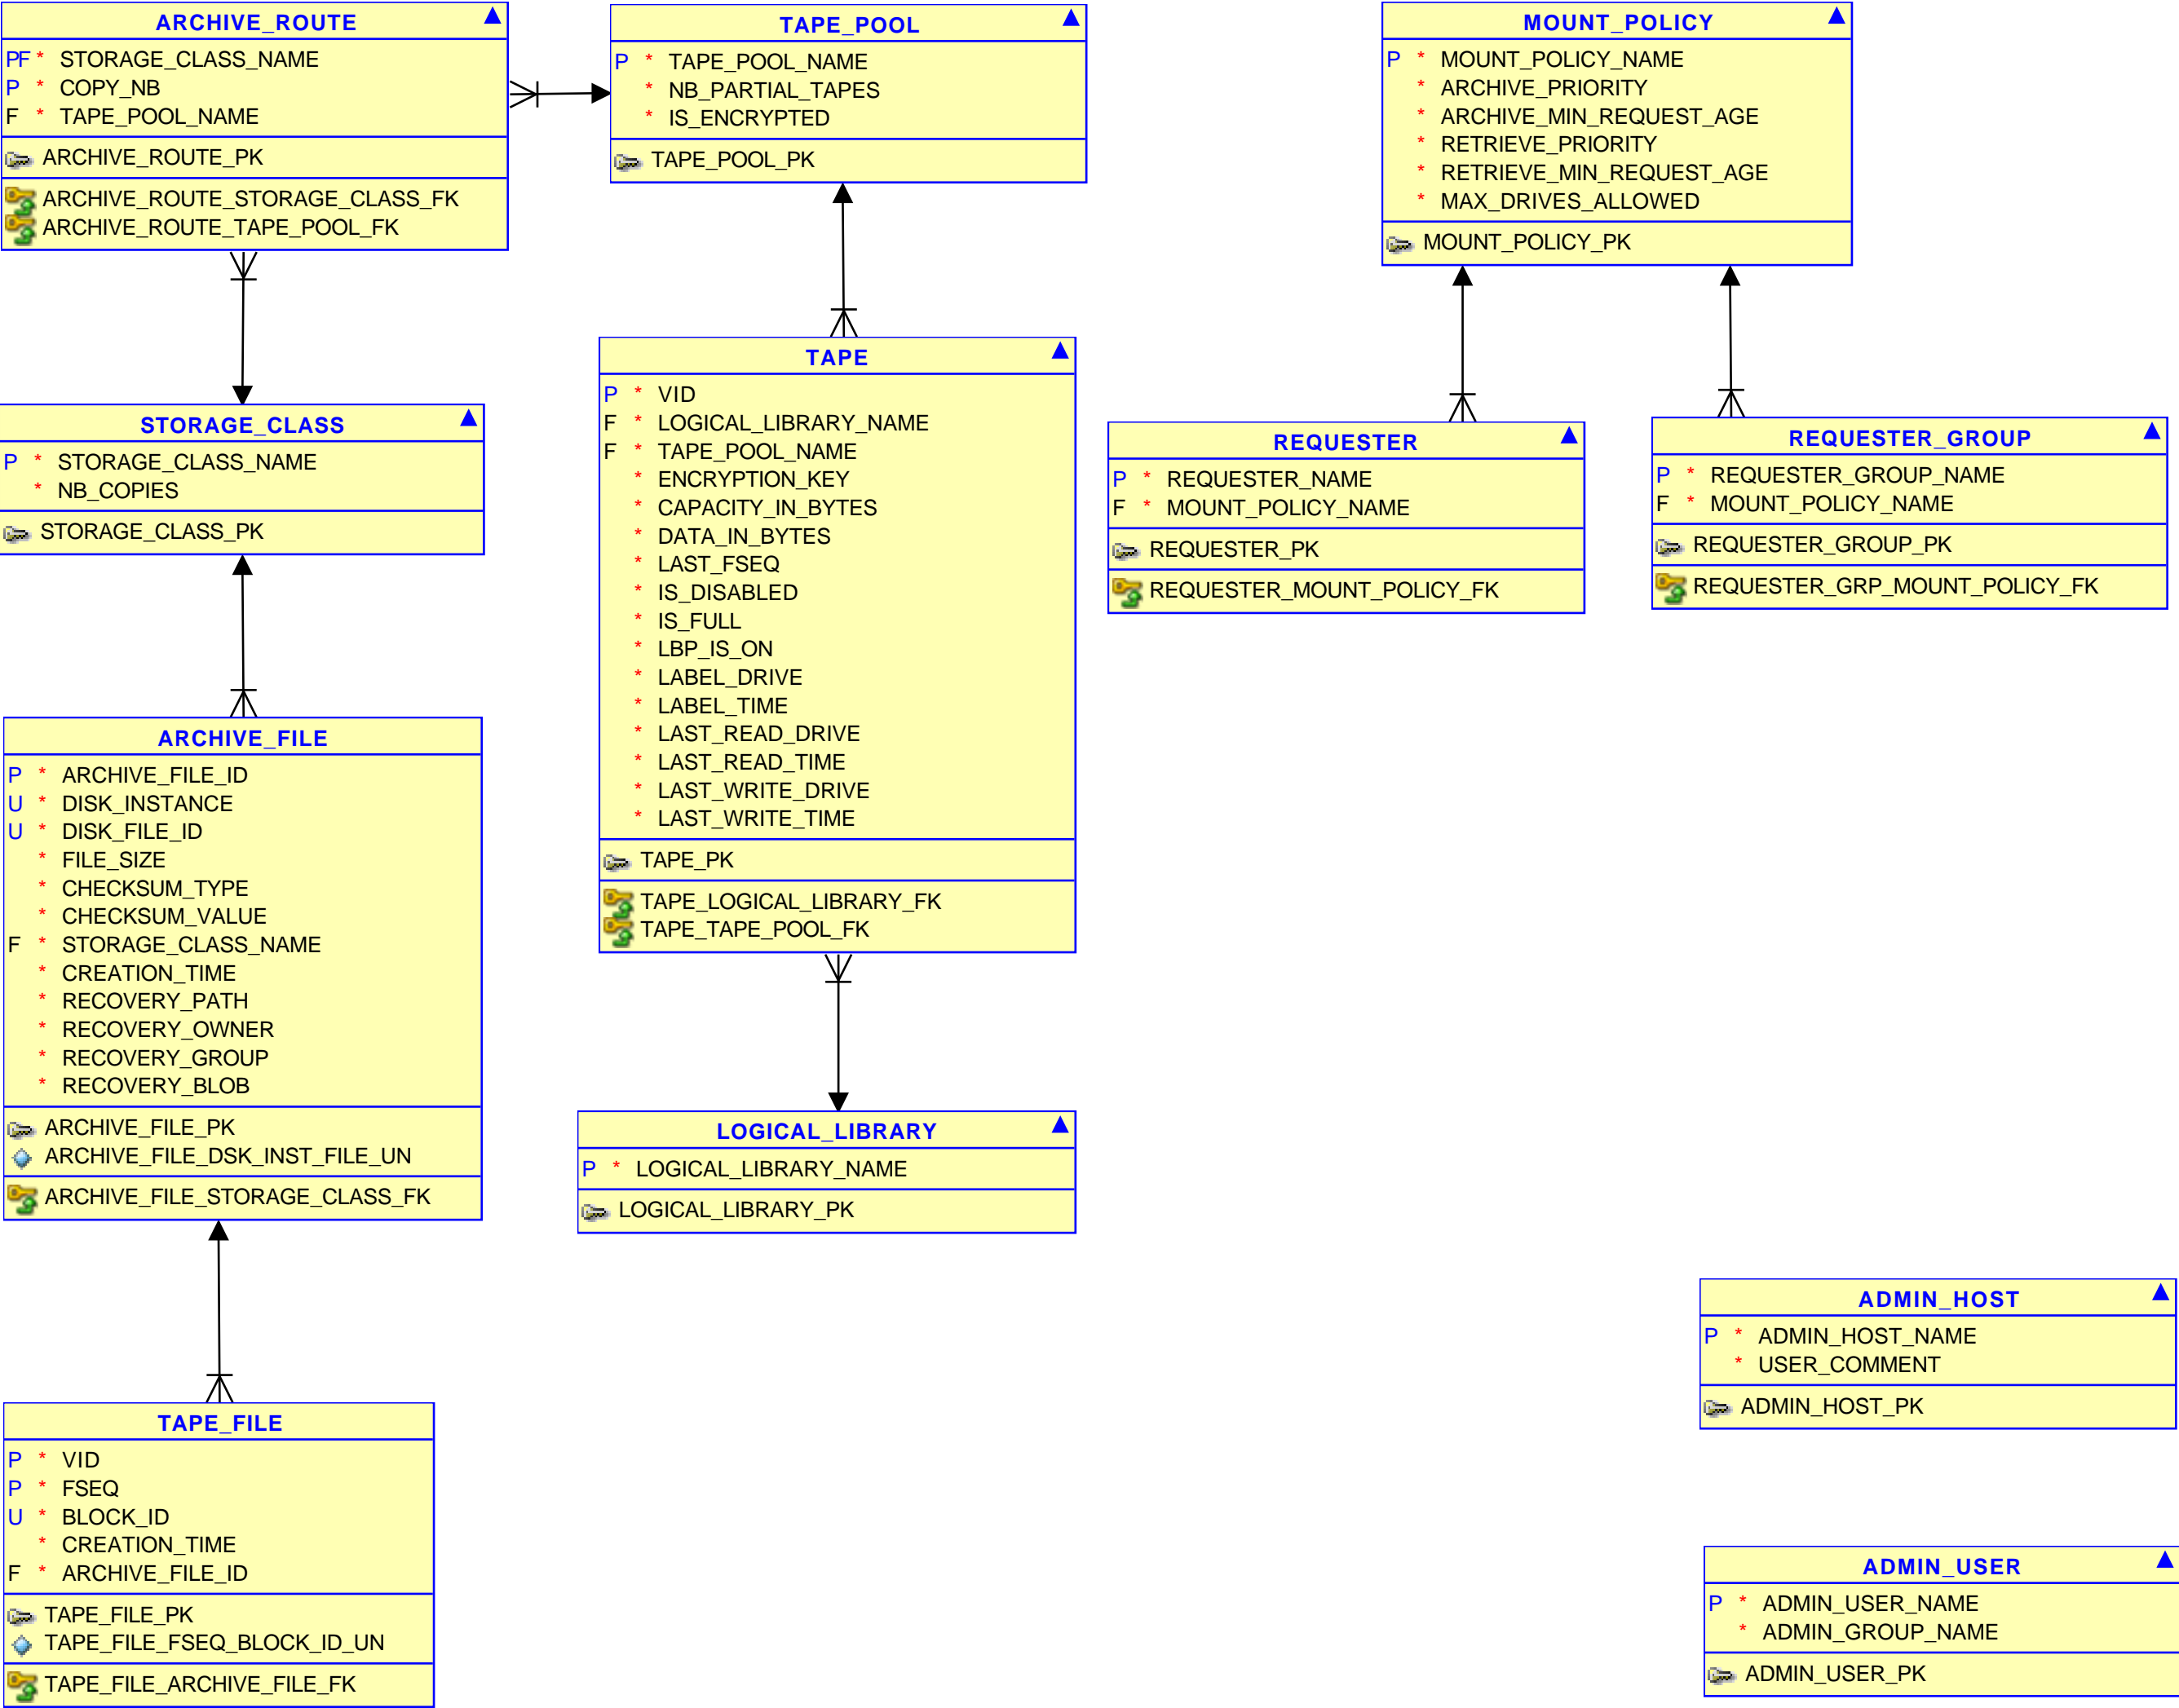 ARCHIVE_ROUTE
PF * STORAGE_CLASS_NAME
P * COPY_NB
F * TAPE_POOL_NAME
ARCHIVE_ROUTE_PK
ARCHIVE_ROUTE_STORAGE_CLASS_FK
ARCHIVE_ROUTE_TAPE_POOL_FK
TAPE_POOL
P * TAPE_POOL_NAME
* NB_PARTIAL_TAPES
* IS_ENCRYPTED
TAPE_POOL_PK
MOUNT_POLICY
P * MOUNT_POLICY_NAME
* ARCHIVE_PRIORITY
* ARCHIVE_MIN_REQUEST_AGE
* RETRIEVE_PRIORITY
* RETRIEVE_MIN_REQUEST_AGE
* MAX_DRIVES_ALLOWED
MOUNT_POLICY_PK
STORAGE_CLASS
P * STORAGE_CLASS_NAME
* NB_COPIES
STORAGE_CLASS_PK
TAPE
P * VID
F * LOGICAL_LIBRARY_NAME
F * TAPE_POOL_NAME
* ENCRYPTION_KEY
* CAPACITY_IN_BYTES
* DATA_IN_BYTES
* LAST_FSEQ
* IS_DISABLED
* IS_FULL
* LBP_IS_ON
* LABEL_DRIVE
* LABEL_TIME
* LAST_READ_DRIVE
* LAST_READ_TIME
* LAST_WRITE_DRIVE
* LAST_WRITE_TIME
TAPE_PK
TAPE_LOGICAL_LIBRARY_FK
TAPE_TAPE_POOL_FK
REQUESTER
P * REQUESTER_NAME
F * MOUNT_POLICY_NAME
REQUESTER_PK
REQUESTER_MOUNT_POLICY_FK
REQUESTER_GROUP
P * REQUESTER_GROUP_NAME
F * MOUNT_POLICY_NAME
REQUESTER_GROUP_PK
REQUESTER_GRP_MOUNT_POLICY_FK
ARCHIVE_FILE
P * ARCHIVE_FILE_ID
U * DISK_INSTANCE
U * DISK_FILE_ID
* FILE_SIZE
* CHECKSUM_TYPE
* CHECKSUM_VALUE
F * STORAGE_CLASS_NAME
* CREATION_TIME
* RECOVERY_PATH
* RECOVERY_OWNER
* RECOVERY_GROUP
* RECOVERY_BLOB
ARCHIVE_FILE_PK
ARCHIVE_FILE_DSK_INST_FILE_UN
ARCHIVE_FILE_STORAGE_CLASS_FK
LOGICAL_LIBRARY
P * LOGICAL_LIBRARY_NAME
LOGICAL_LIBRARY_PK
ADMIN_HOST
P * ADMIN_HOST_NAME
* USER_COMMENT
ADMIN_HOST_PK
TAPE_FILE
P * VID
P * FSEQ
U * BLOCK_ID
* CREATION_TIME
F * ARCHIVE_FILE_ID
TAPE_FILE_PK
TAPE_FILE_FSEQ_BLOCK_ID_UN
TAPE_FILE_ARCHIVE_FILE_FK
ADMIN_USER
P * ADMIN_USER_NAME
* ADMIN_GROUP_NAME
ADMIN_USER_PK